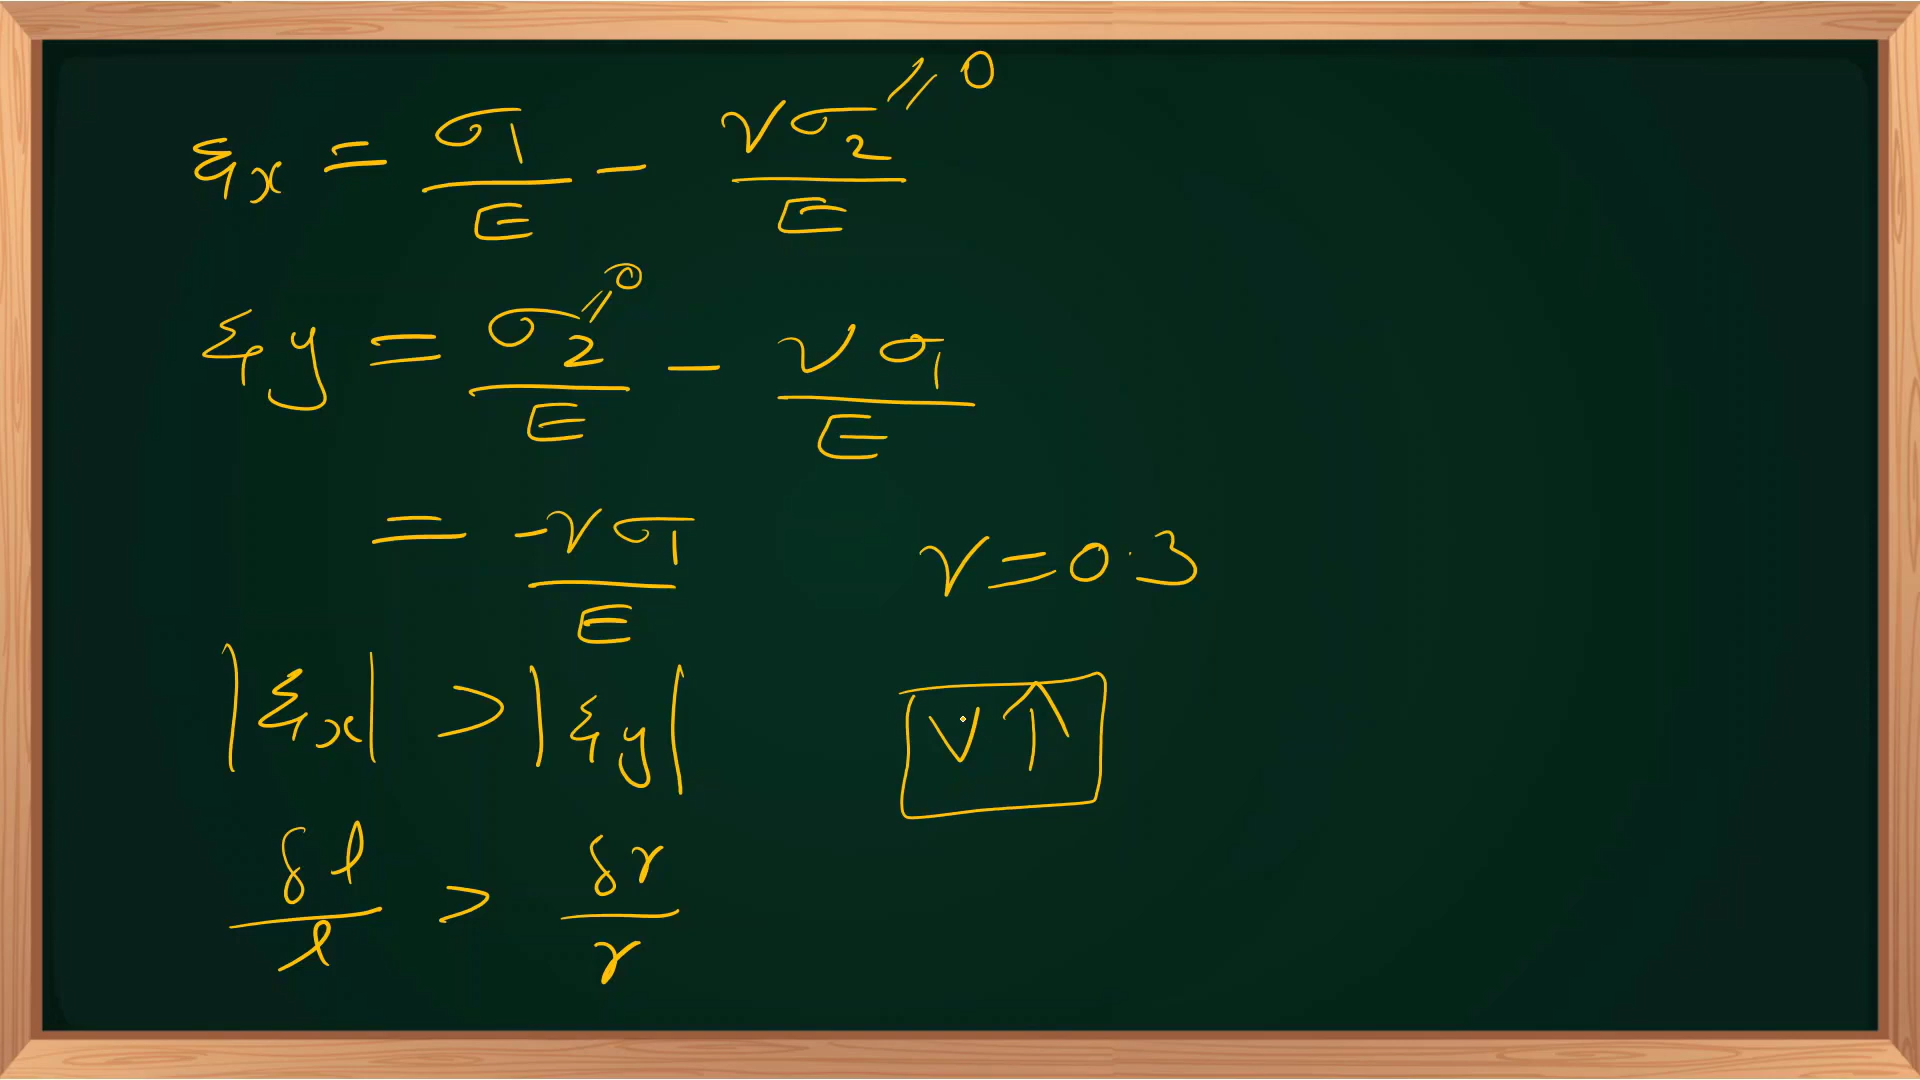 εx = σ1/E - νσ2/E = 0
εy = σ2/E - νσ1/E = 0
= -νσ1/E
ν = 0.3
|εx| > |εy|
V↑
δl/l > δr/r